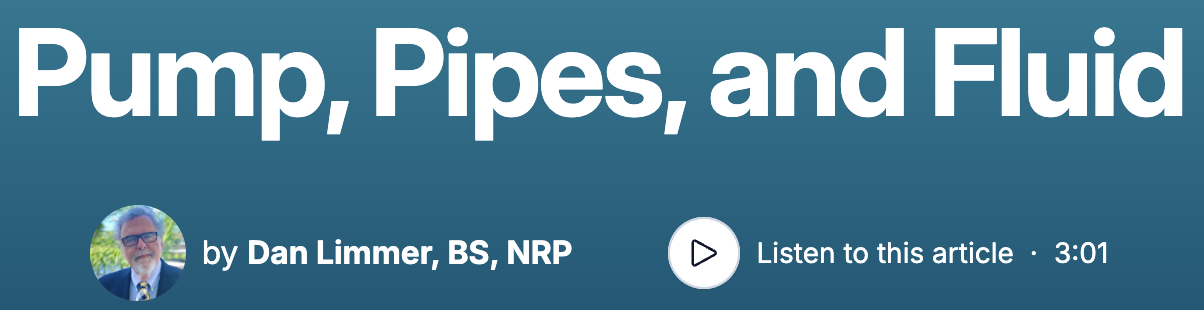 Pump, Pipes, and Fluid
by Dan Limmer, BS, NRP
Listen to this article · 3:01